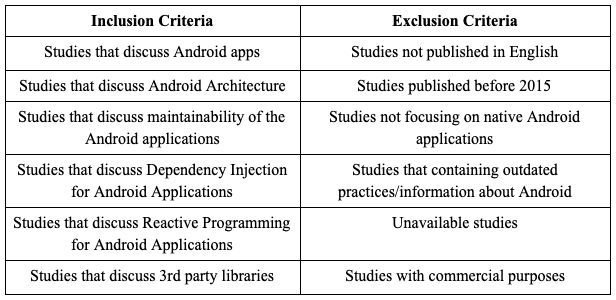 Inclusion Criteria
Exclusion Criteria
Studies that discuss Android apps
Studies not published in English
Studies that discuss Android Architecture
Studies published before 2015
Studies that discuss maintainability of the
Android applications
Studies not focusing on native Android
applications
Studies that discuss Dependency Injection
for Android Applications
Studies that containing outdated
practices/information about Android
Studies that discuss Reactive Programming
for Android Applications
Unavailable studies
Studies that discuss 3rd party libraries
Studies with commercial purposes